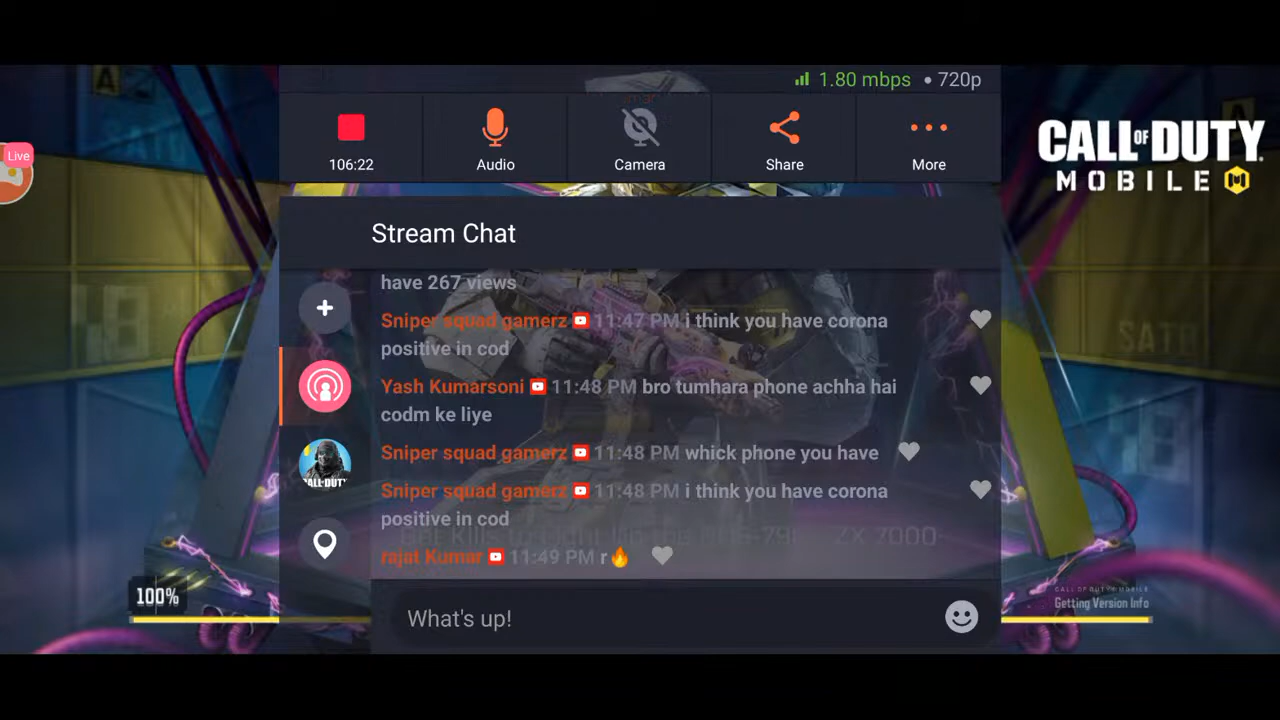 1.80 mbps • 720p
Live
106:22
Audio
Camera
Share
More
CALL OF DUTY
MOBILE
Stream Chat
have 267 views
Sniper squad gamerz 11:47 PM i think you have corona
positive in cod
Yash Kumarsoni 11:48 PM bro tumhara phone achha hai
codm ke liye
Sniper squad gamerz 11:48 PM whick phone you have
Sniper squad gamerz 11:48 PM i think you have corona
positive in cod
rajat Kumar 11:49 PM r🔥
100%
CALL OF DUTY MOBILE
Getting Version Info
What's up!